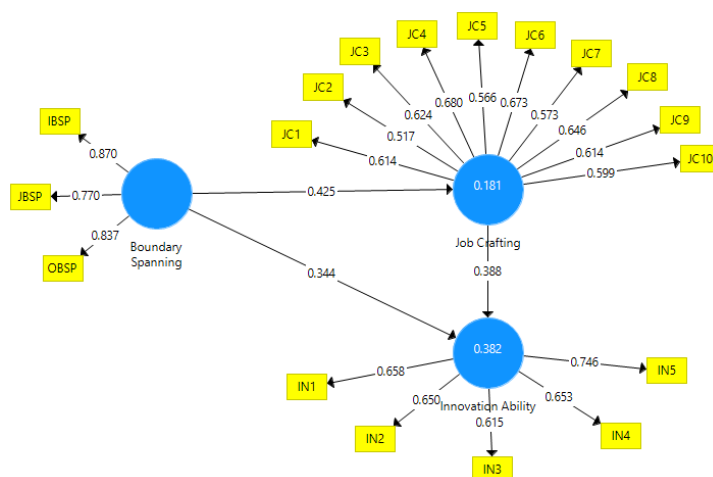 JC5
JC4
JC6
JC3
JC7
JC8
JC2
JC9
JC1
JC10
0.566
0.680
0.673
0.624
0.573
0.517
0.646
0.614
0.614
0.599
IBSP
0.870
JBSP
0.770
0.837
OBSP
Boundary
Spanning
0.425
0.181
Job Crafting
0.344
0.388
0.382
Innovation Ability
IN1
0.658
0.650
IN2
0.615
IN3
0.653
IN4
0.746
IN5